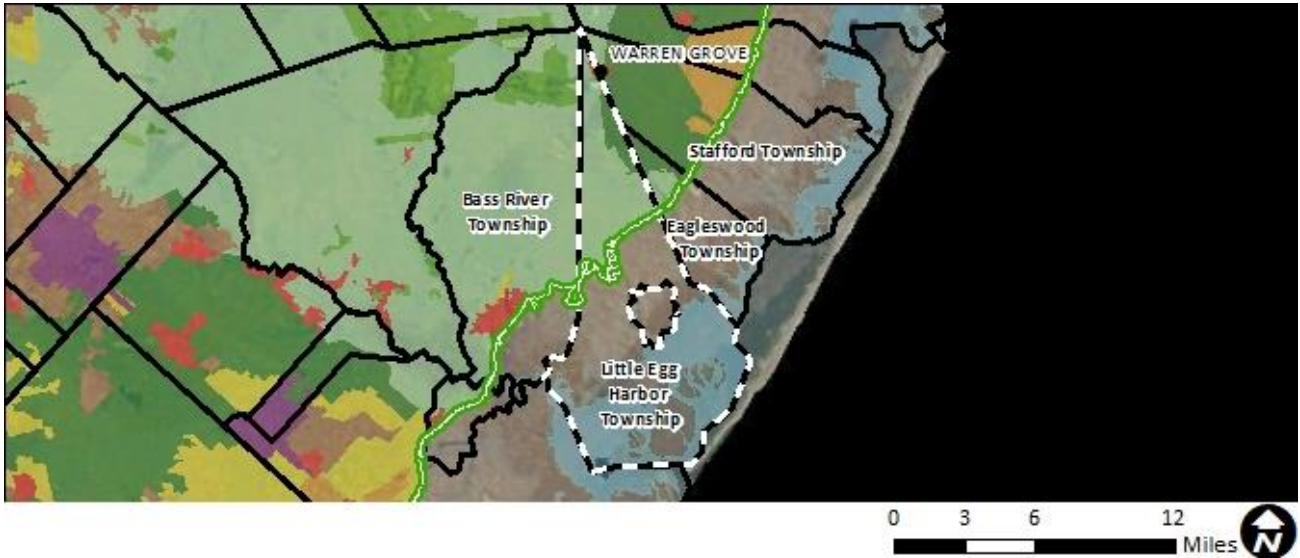 WARREN GROVE
Stafford Township
Bass River
Township
Eagleswood
Township
Little Egg
Harbor
Township
0 3 6 12
Miles
N